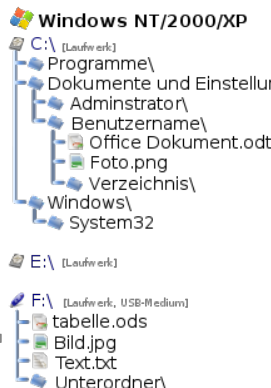 Windows NT/2000/XP
C:\ [Laufwerk]
Programme\
Dokumente und Einstellun
Adminstrator\
Benutzername\
Office Dokument.odt
Foto.png
Verzeichnis\
Windows\
System32
E:\ [Laufwerk]
F:\ [Laufwerk, USB-Medium]
tabelle.ods
Bild.jpg
Text.txt
Unterordner\